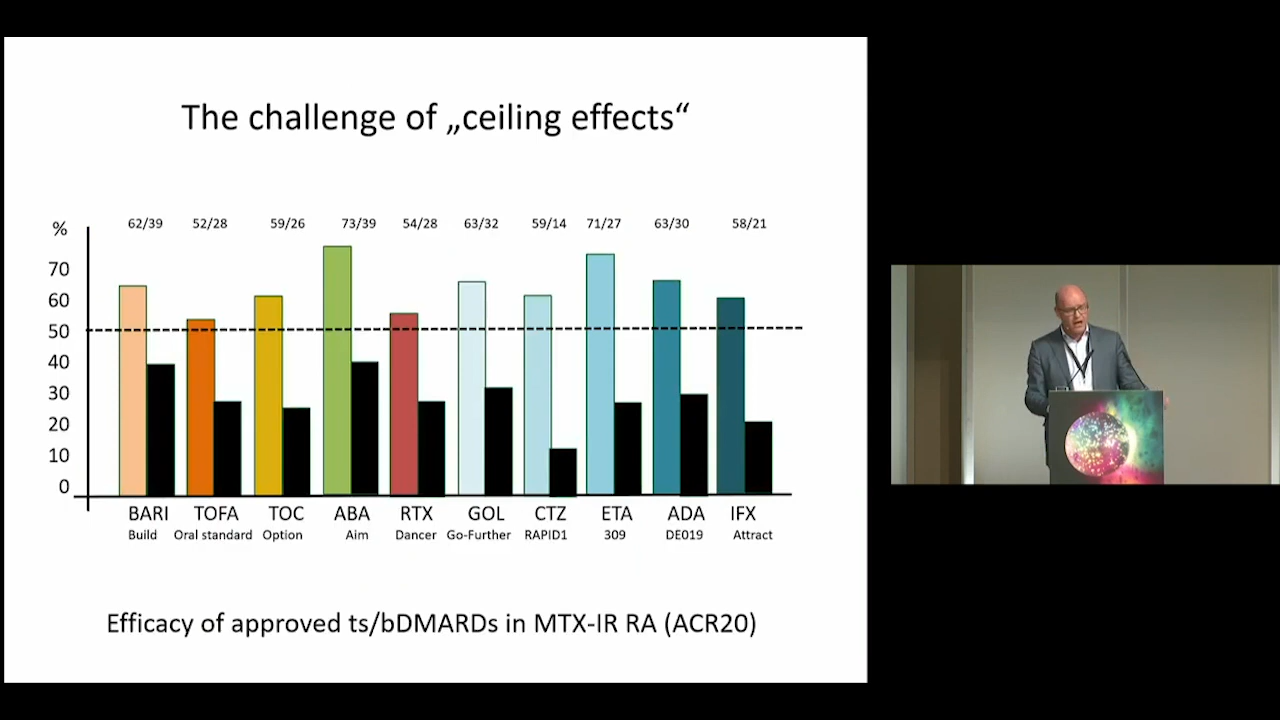 The challenge of „ceiling effects“
% 62/39 52/28 59/26 73/39 54/28 63/32 59/14 71/27 63/30 58/21
70
60
50
40
30
20
10
0
BARI TOFA TOC ABA RTX GOL CTZ ETA ADA IFX
Build Oral standard Option Aim Dancer Go-Further RAPID1 309 DE019 Attract
Efficacy of approved ts/bDMARDs in MTX-IR RA (ACR20)